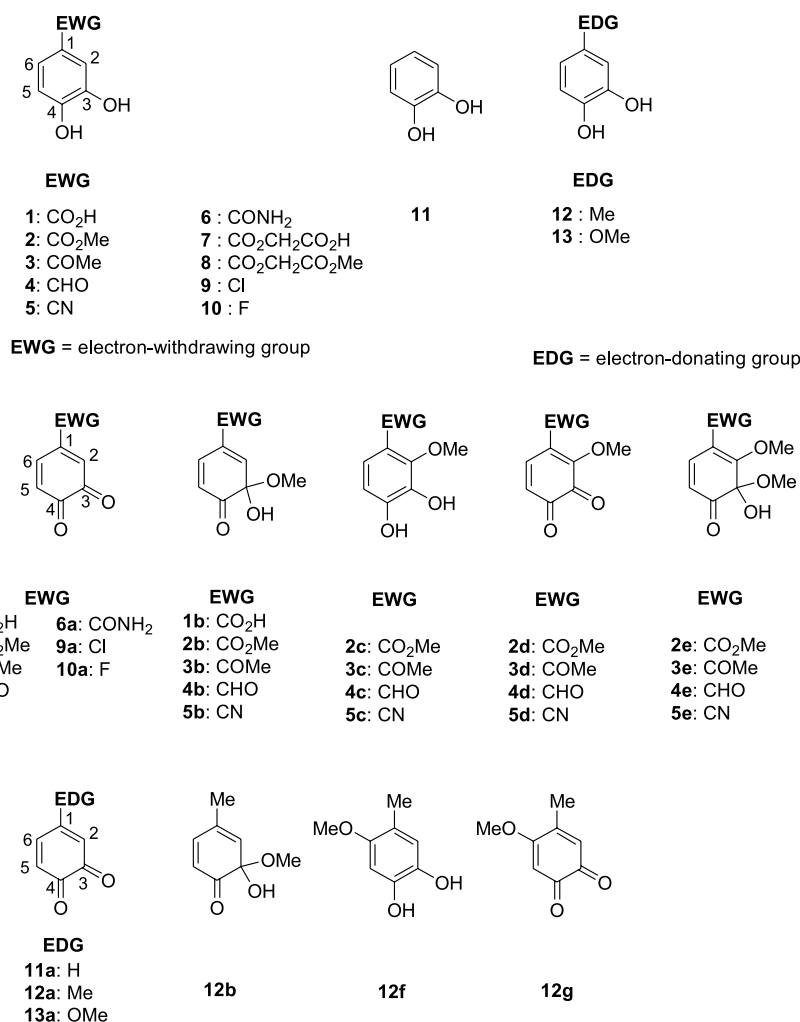 EWG
1
2
6
5
4
3
OH
OH
OH
OH
EDG
OH
OH
EWG
EDG
1: CO₂H
2: CO₂Me
3: COMe
4: CHO
5: CN
6 : CONH₂
7 : CO₂CH₂CO₂H
8 : CO₂CH₂CO₂Me
9 : Cl
10 : F
11
12 : Me
13 : OMe
EWG = electron-withdrawing group
EDG = electron-donating group
EWG
1
2
6
5
4
3
O
O
EWG
OMe
OH
O
EWG
OMe
OH
OH
EWG
OMe
O
O
EWG
OMe
OMe
OH
O
EWG
₂H
₂Me
Me
O
6a: CONH₂
9a: Cl
10a: F
EWG
1b: CO₂H
2b: CO₂Me
3b: COMe
4b: CHO
5b: CN
EWG
2c: CO₂Me
3c: COMe
4c: CHO
5c: CN
EWG
2d: CO₂Me
3d: COMe
4d: CHO
5d: CN
EWG
2e: CO₂Me
3e: COMe
4e: CHO
5e: CN
EDG
1
2
6
5
4
3
O
O
Me
OMe
OH
O
Me
MeO
OH
OH
Me
MeO
O
O
EDG
11a: H
12a: Me
13a: OMe
12b
12f
12g